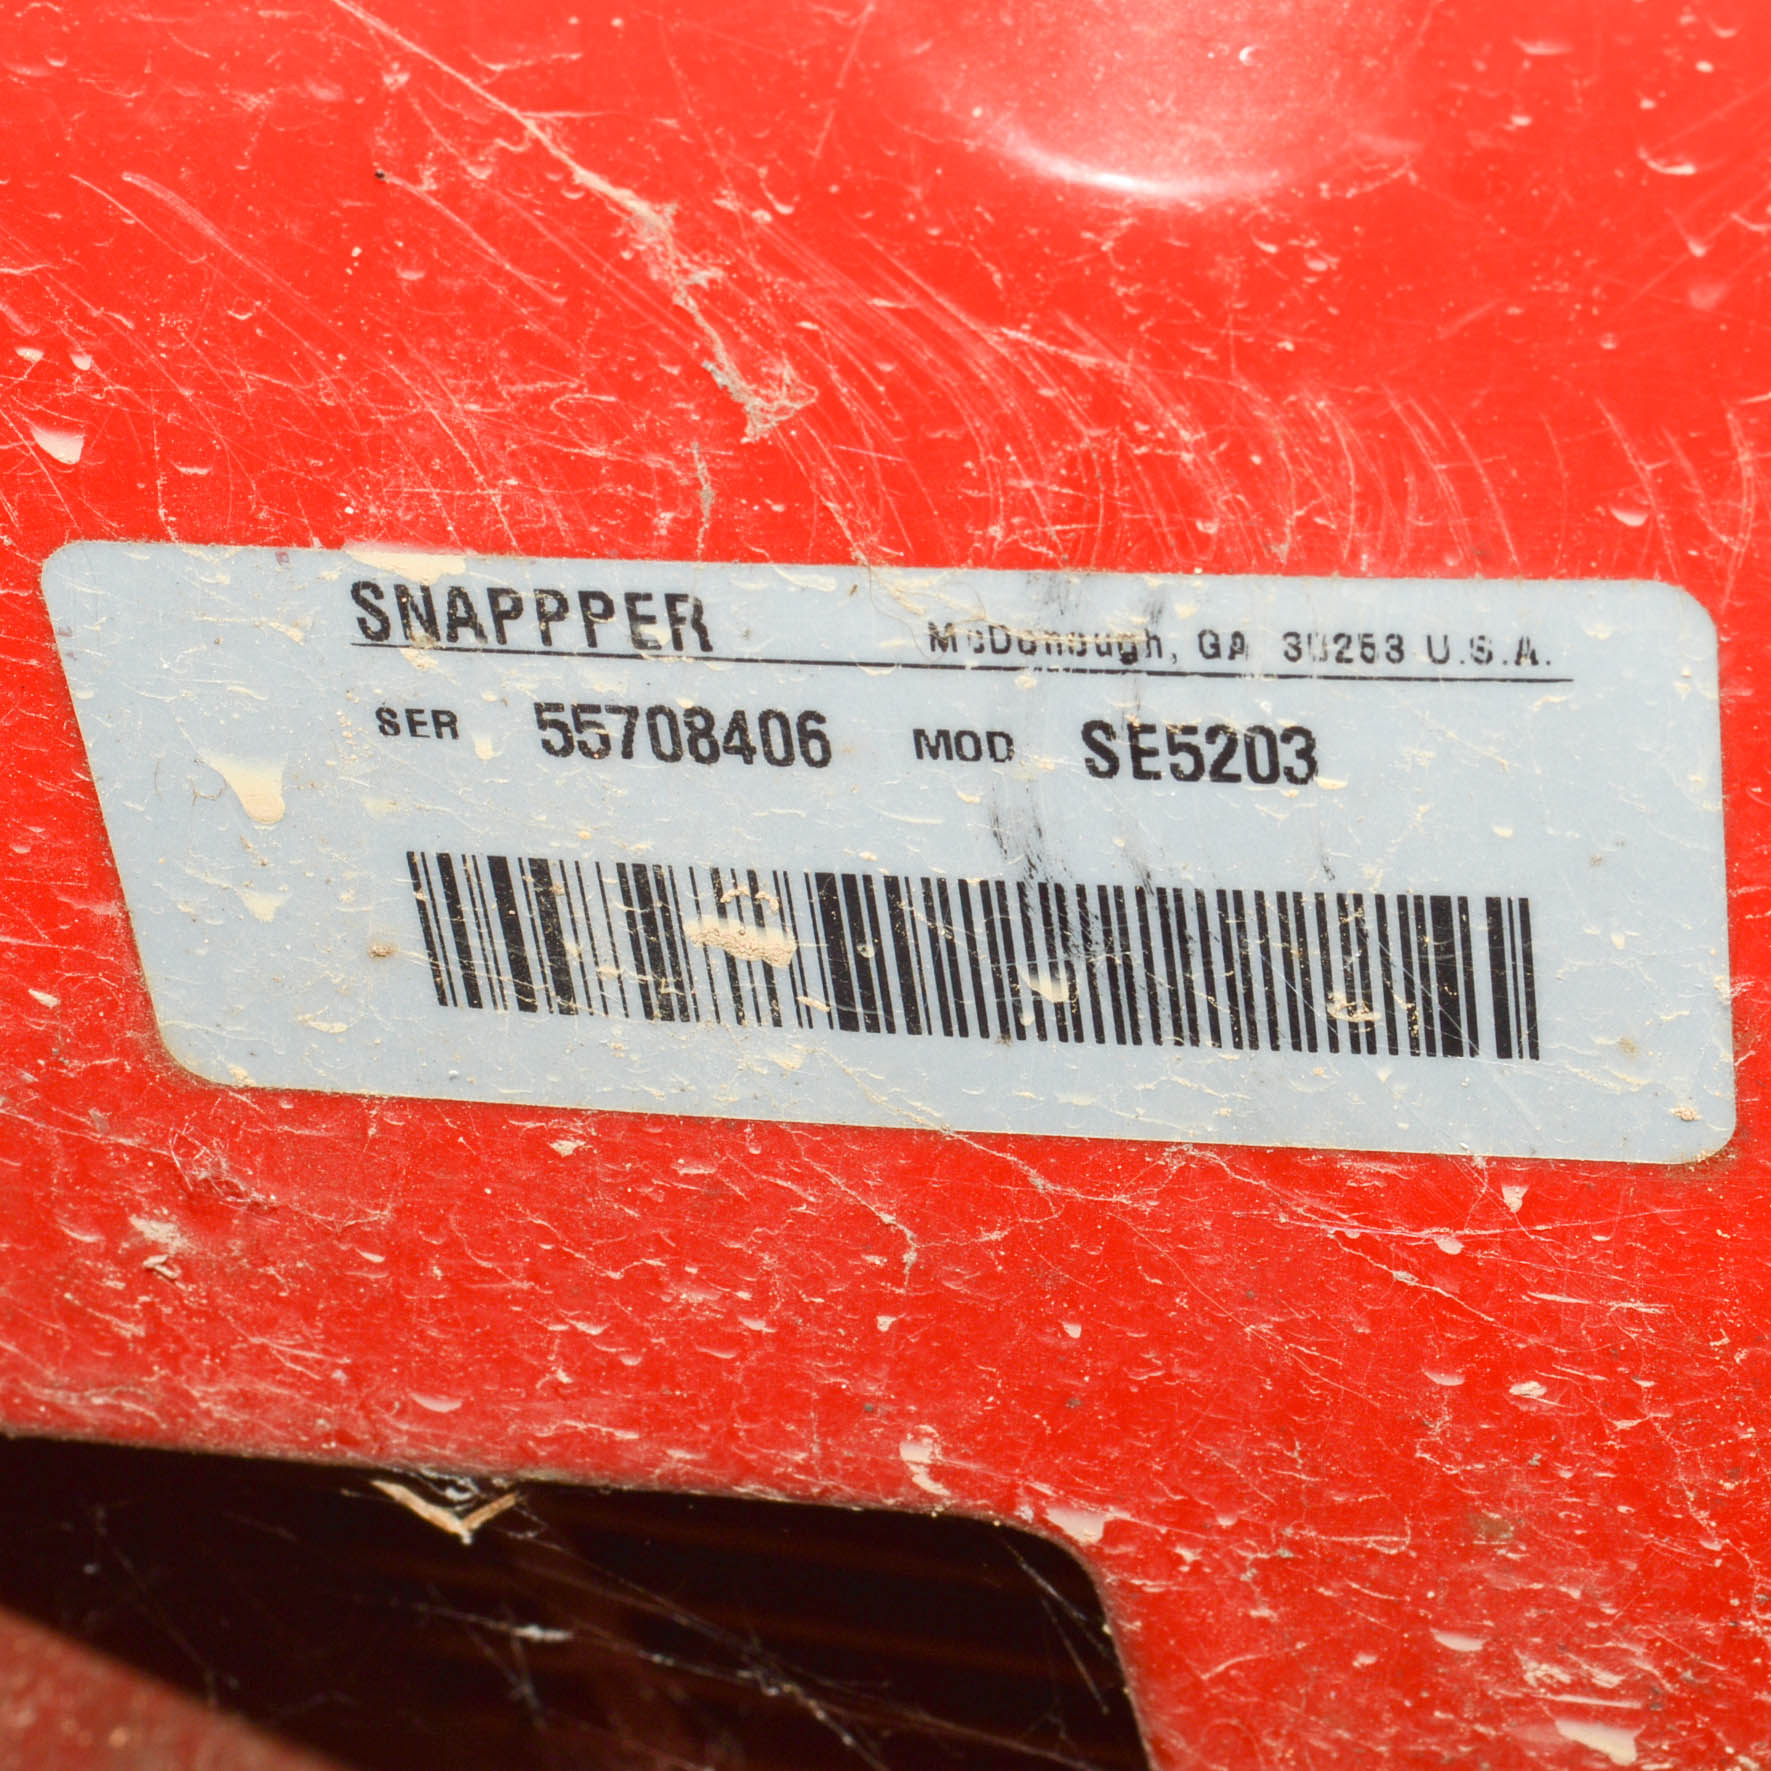 SNAPPPER
McDonough, GA 30253 U.S.A.
SER 55708406 MOD SE5203